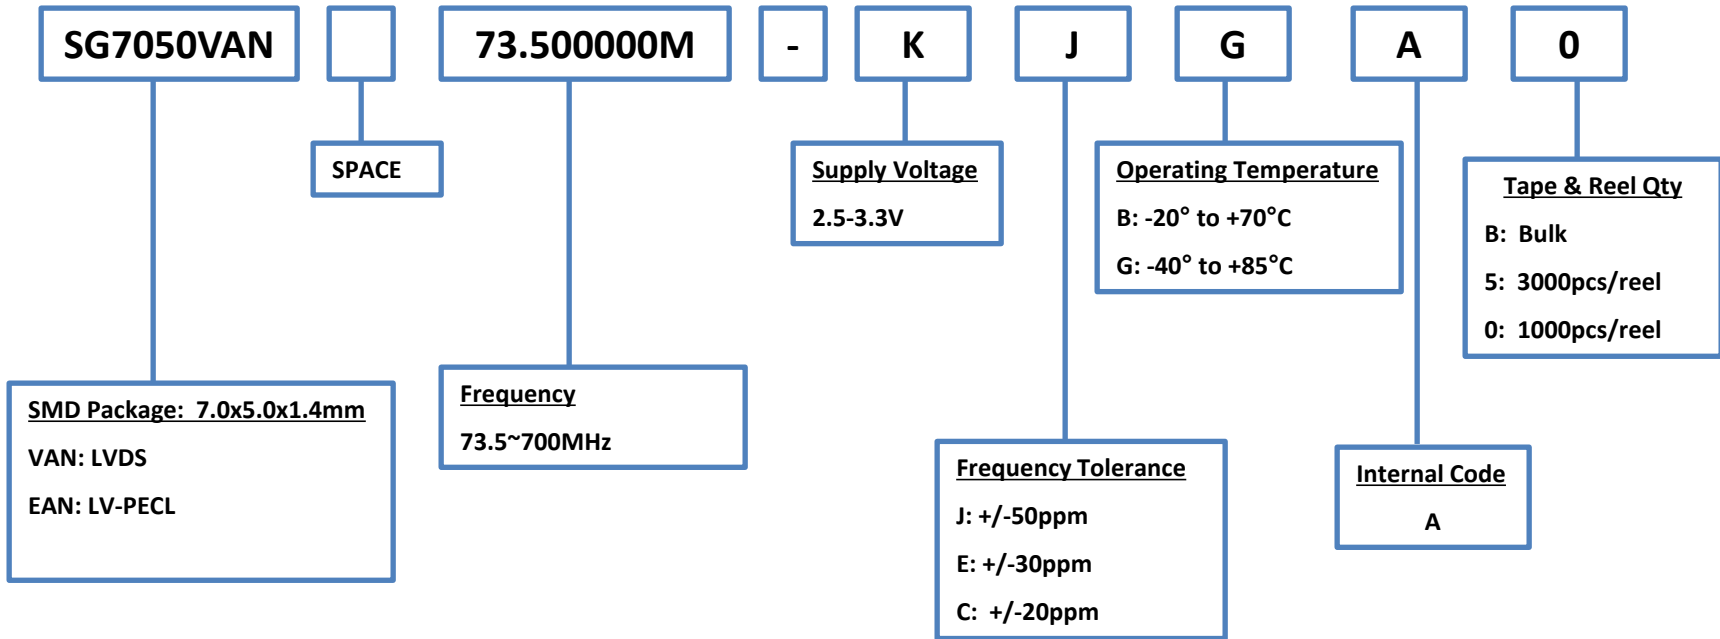 SG7050VAN 73.500000M - K J G A 0
SPACE
Supply Voltage
2.5-3.3V
Operating Temperature
B: -20° to +70°C
G: -40° to +85°C
Tape & Reel Qty
B: Bulk
5: 3000pcs/reel
0: 1000pcs/reel
SMD Package: 7.0x5.0x1.4mm
VAN: LVDS
EAN: LV-PECL
Frequency
73.5~700MHz
Frequency Tolerance
J: +/-50ppm
E: +/-30ppm
C: +/-20ppm
Internal Code
A